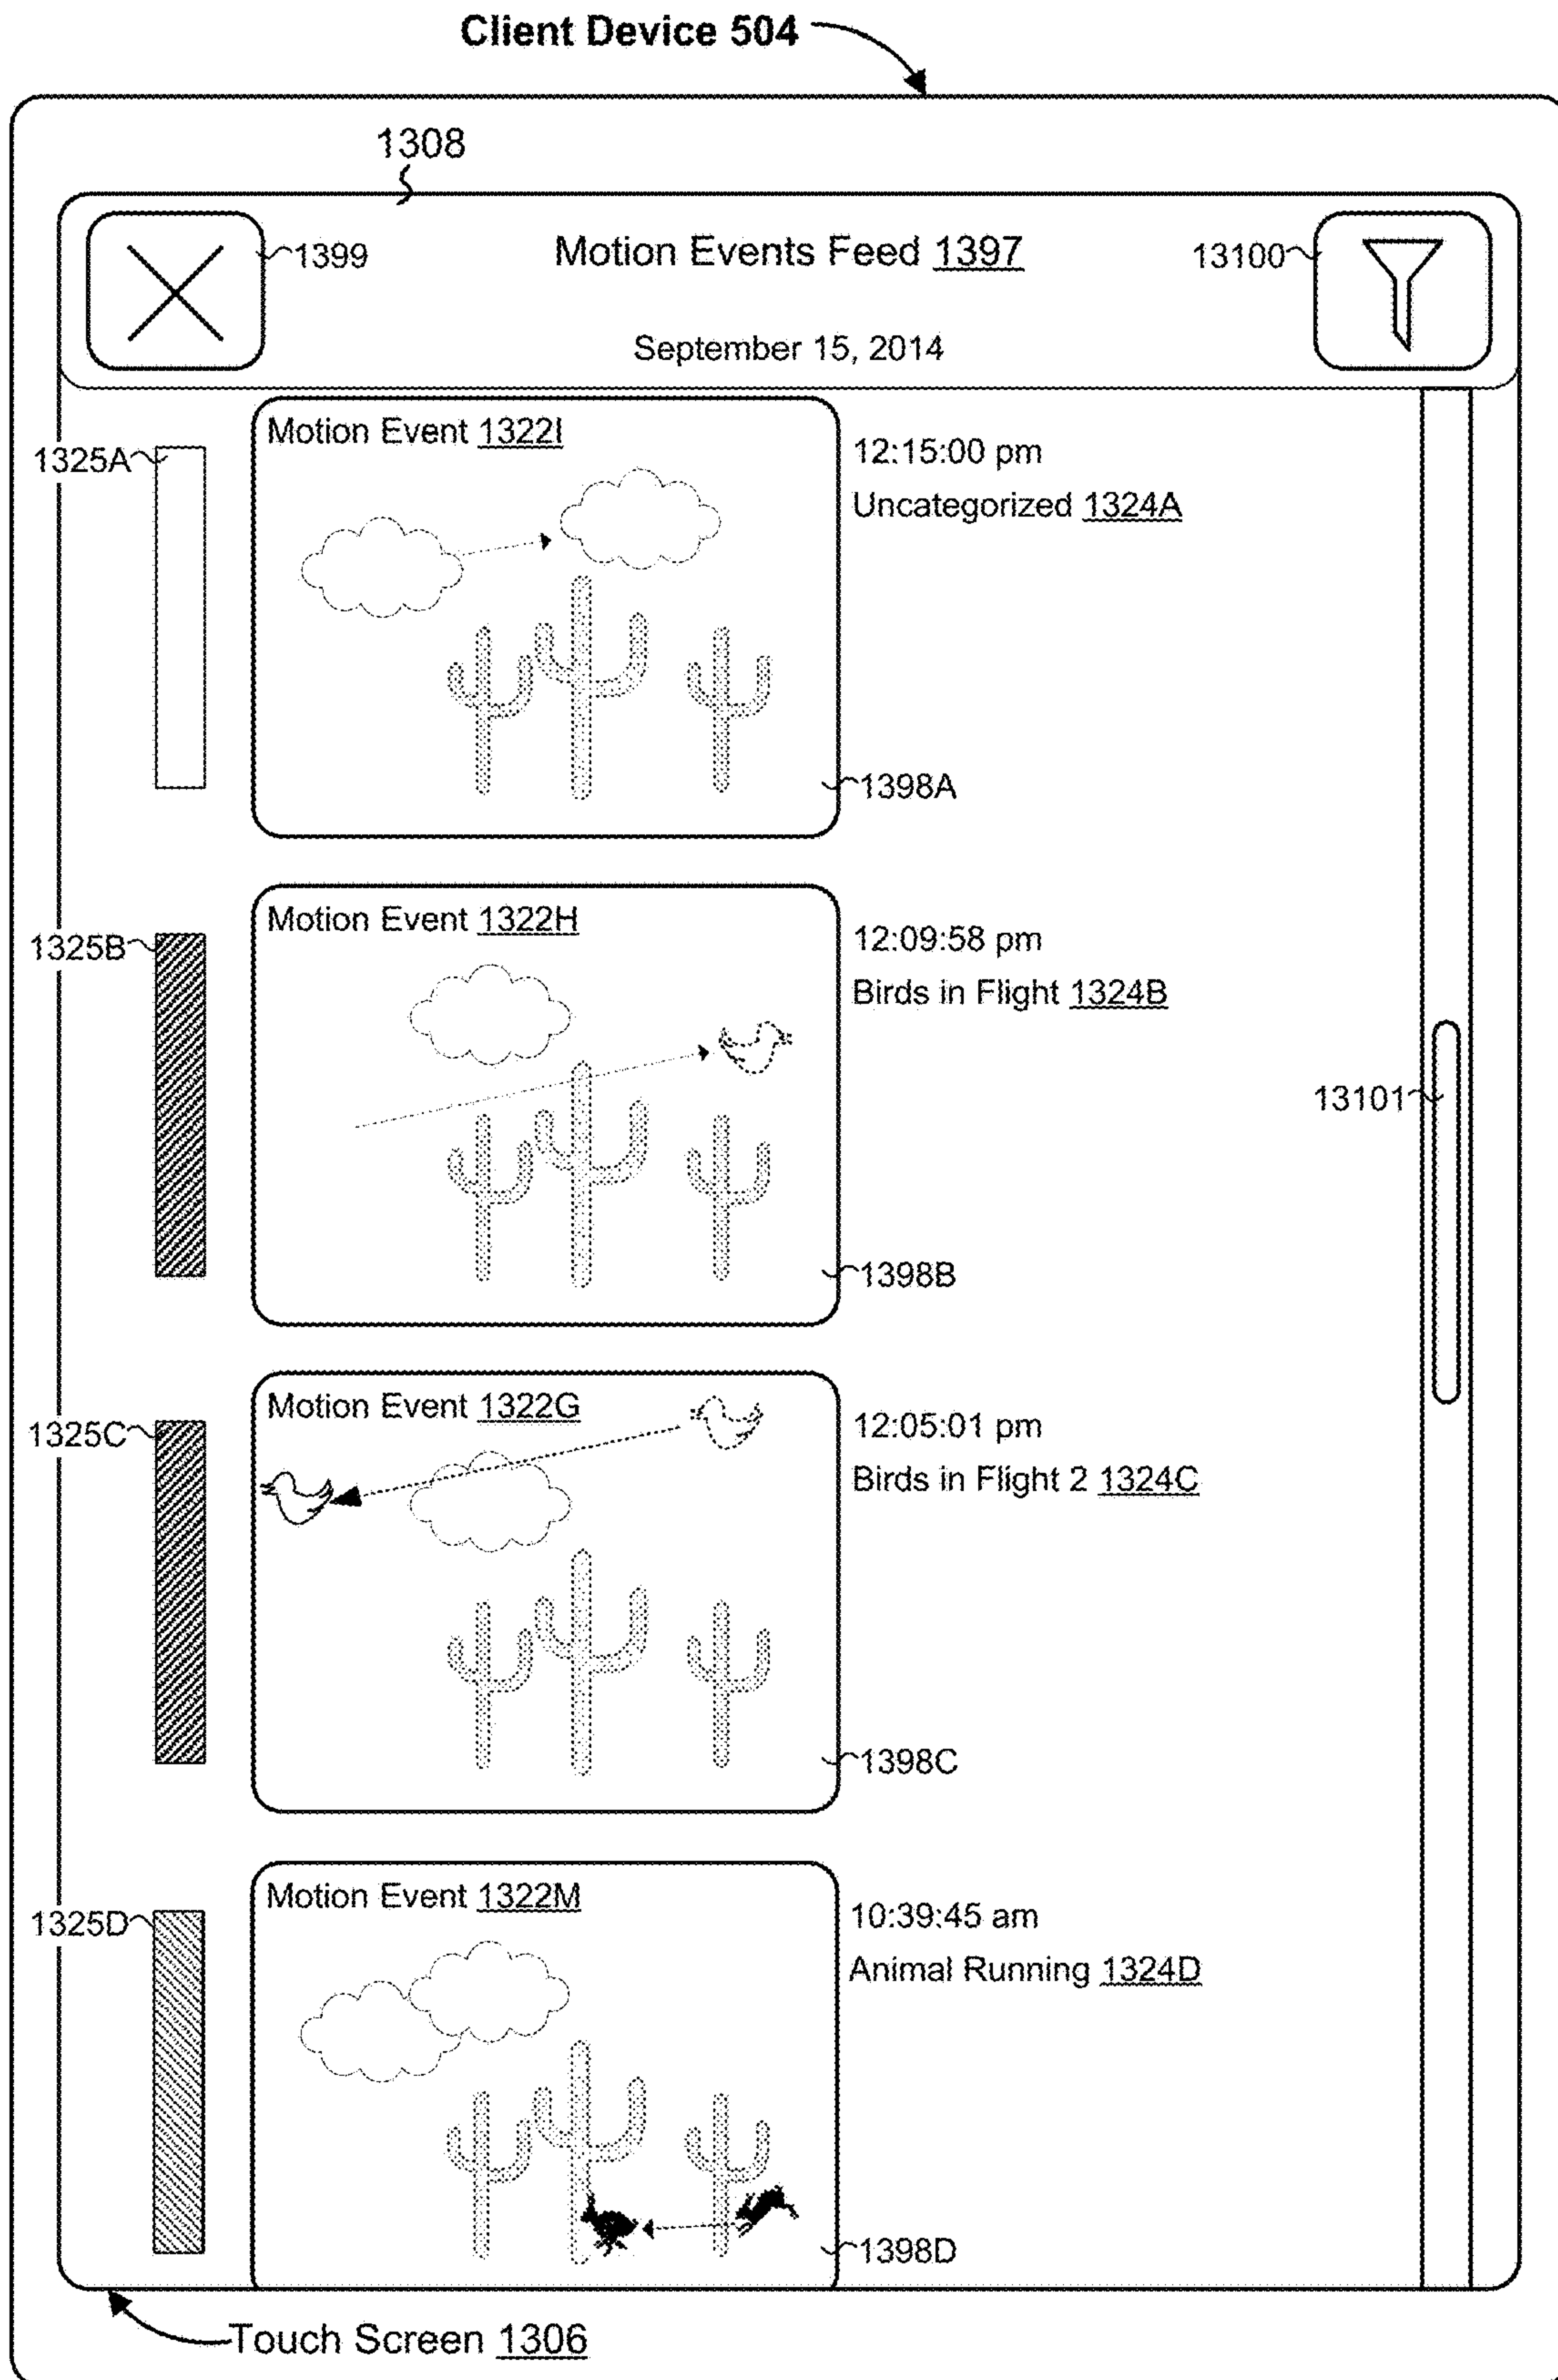 Client Device 504
1308
1399
Motion Events Feed 1397
13100
September 15, 2014
1325A
Motion Event 1322I
12:15:00 pm
Uncategorized 1324A
1398A
1325B
Motion Event 1322H
12:09:58 pm
Birds in Flight 1324B
13101
1398B
1325C
Motion Event 1322G
12:05:01 pm
Birds in Flight 2 1324C
1398C
1325D
Motion Event 1322M
10:39:45 am
Animal Running 1324D
1398D
Touch Screen 1306